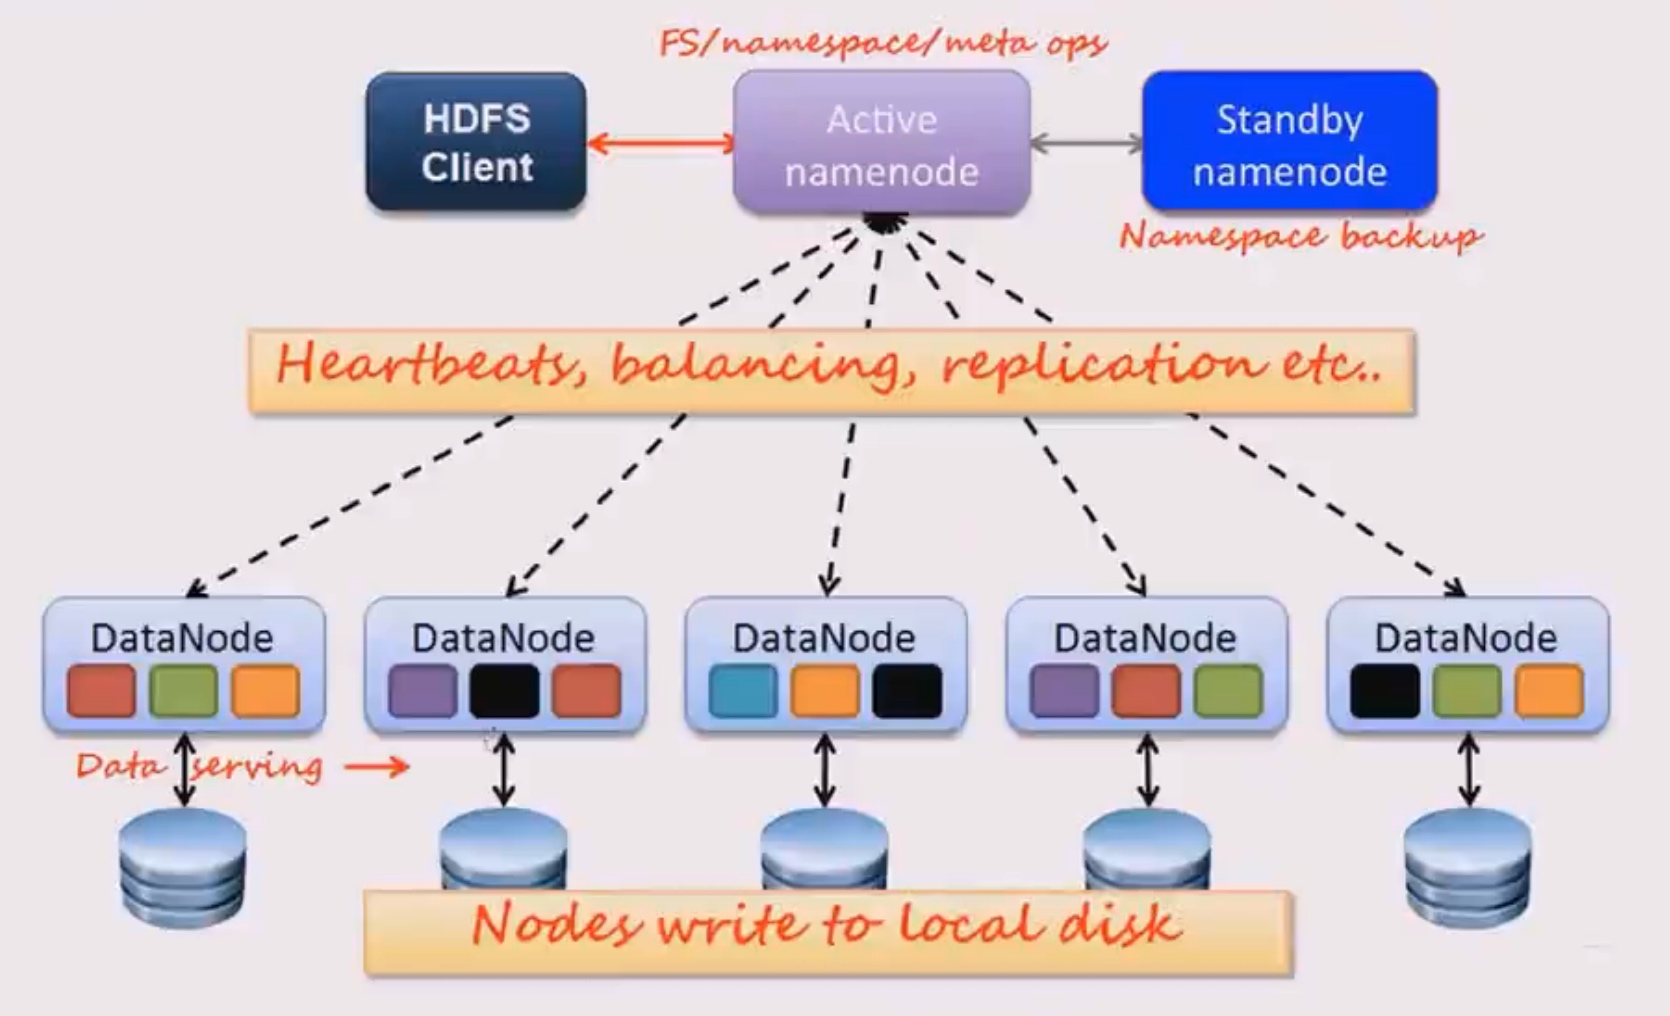 FS/namespace/meta ops
HDFS
Client
Active
namenode
Standby
namenode
Namespace backup
Heartbeats, balancing, replication etc..
DataNode
DataNode
DataNode
DataNode
DataNode
Data serving
Nodes write to local disk